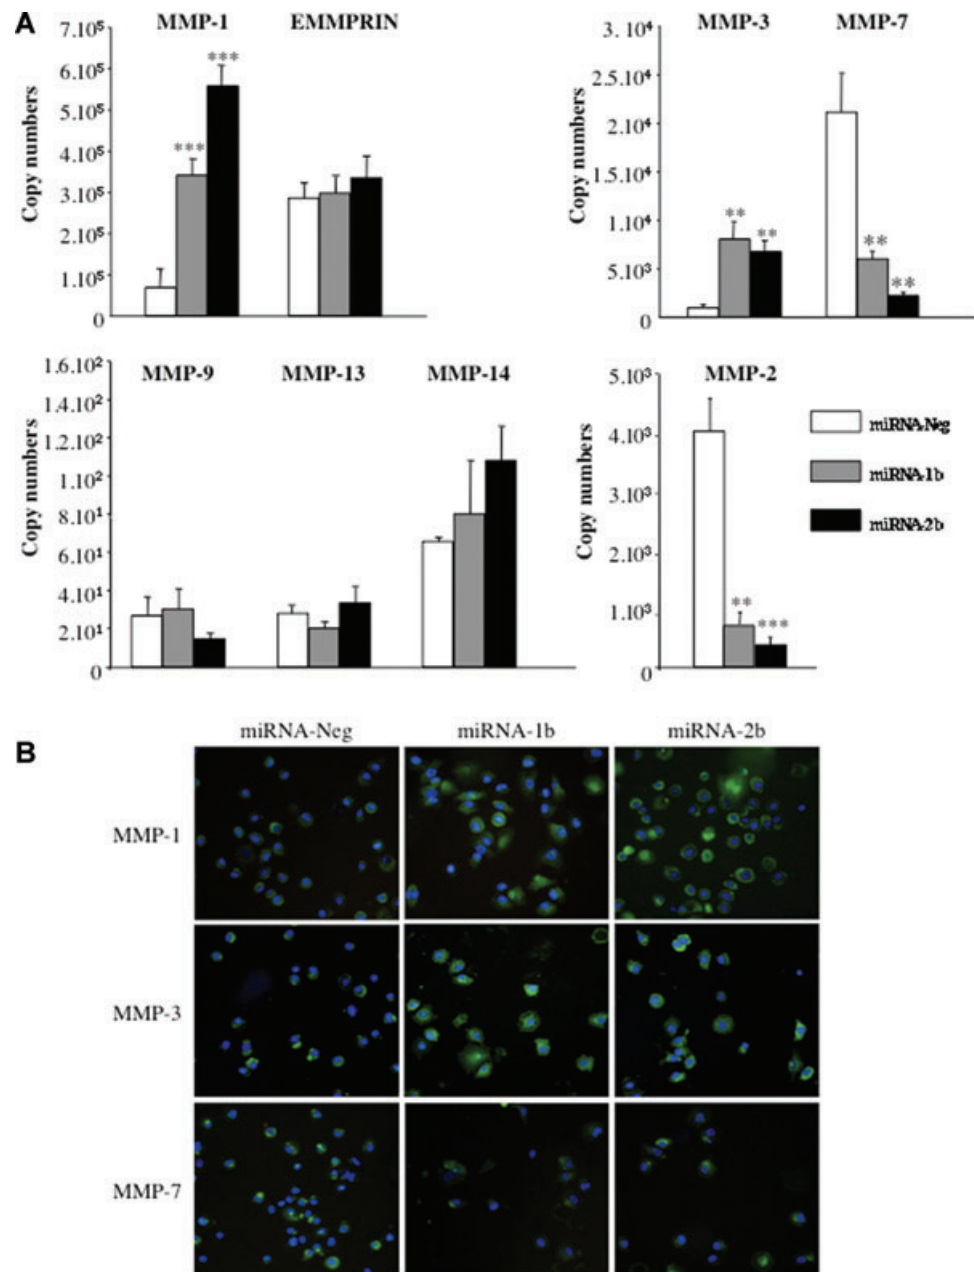 A
MMP-1 EMMPRIN
Copy numbers
7.10⁵
6.10⁵
5.10⁵
4.10⁵
3.10⁵
2.10⁵
1.10⁵
0
***
***
MMP-3 MMP-7
Copy numbers
3. 10⁴
2.5.10⁴
2.10⁴
1.5.10⁴
1.10⁴
5.10³
0
**
**
**
**
MMP-9 MMP-13 MMP-14
Copy numbers
1.6.10²
1.4.10²
1.2.10²
1.10²
8.10¹
6.10¹
4.10¹
2.10¹
0
MMP-2
Copy numbers
5.10³
4.10³
3.10³
2.10³
1.10³
0
**
***
miRNA-Neg
miRNA-1b
miRNA-2b
B
miRNA-Neg miRNA-1b miRNA-2b
MMP-1
MMP-3
MMP-7